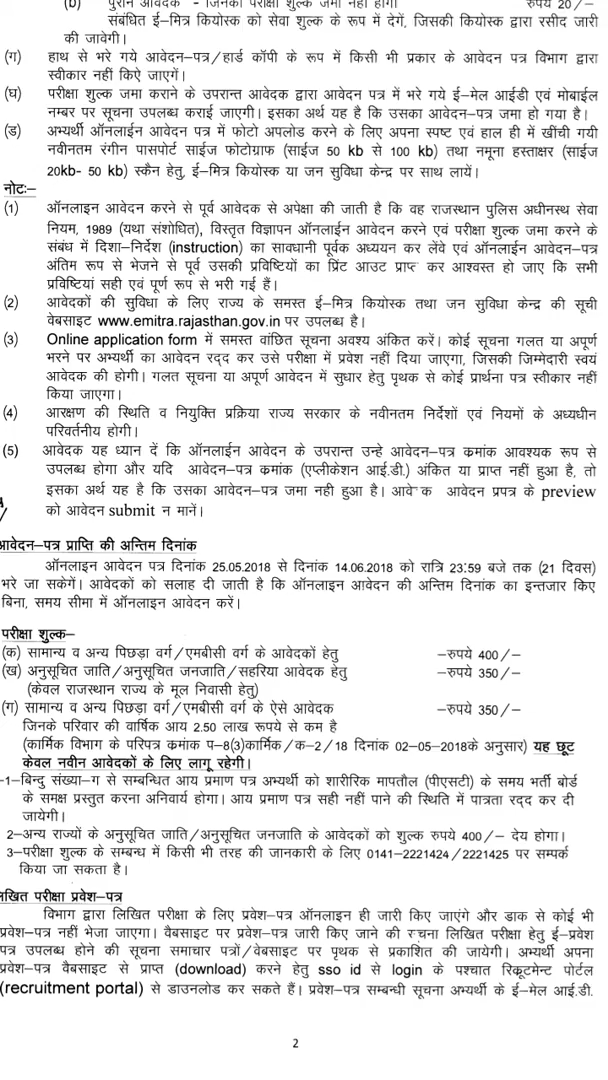 (b) पुराने आवेदक - जिनका परीक्षा शुल्क जमा नहीं होगा रुपये 20/–
संबंधित ई–मित्र कियोस्क को सेवा शुल्क के रूप में देगें, जिसकी कियोस्क द्वारा रसीद जारी
की जावेगी।
(ग) हाथ से भरे गये आवेदन–पत्र/हार्ड कॉपी के रूप में किसी भी प्रकार के आवेदन पत्र विभाग द्वारा
स्वीकार नहीं किऐ जाएगें।
(घ) परीक्षा शुल्क जमा कराने के उपरान्त आवेदक द्वारा आवेदन पत्र में भरे गये ई–मेल आईडी एवं मोबाईल
नम्बर पर सूचना उपलब्ध कराई जाएगी। इसका अर्थ यह है कि उसका आवेदन–पत्र जमा हो गया है।
(ड) अभ्यर्थी ऑनलाइन आवेदन पत्र में फोटो अपलोड करने के लिए अपना स्पष्ट एवं हाल ही में खींची गयी
नवीनतम रंगीन पासपोर्ट साईज फोटोग्राफ (साईज 50 kb से 100 kb) तथा नमूना हस्ताक्षर (साईज
20kb- 50 kb) स्कैन हेतु, ई–मित्र कियोस्क या जन सुविधा केन्द्र पर साथ लायें।
नोटः–
(1) ऑनलाइन आवेदन करने से पूर्व आवेदक से अपेक्षा की जाती है कि वह राजस्थान पुलिस अधीनस्थ सेवा
नियम, 1989 (यथा संशोधित), विस्तृत विज्ञापन ऑनलाईन आवेदन करने एवं परीक्षा शुल्क जमा करने के
संबंध में दिशा–निर्देश (instruction) का सावधानी पूर्वक अध्ययन कर लेंवे एवं ऑनलाईन आवेदन–पत्र
अंतिम रूप से भेजने से पूर्व उसकी प्रविष्टियों का प्रिंट आउट प्राप्त कर आश्वस्त हो जाए कि सभी
प्रविष्टियां सही एवं पूर्ण रूप से भरी गई हैं।
(2) आवेदकों की सुविधा के लिए राज्य के समस्त ई–मित्र कियोस्क तथा जन सुविधा केन्द्र की सूची
वेबसाइट www.emitra.rajasthan.gov.in पर उपलब्ध है।
(3) Online application form में समस्त वांछित सूचना अवश्य अंकित करें। कोई सूचना गलत या अपूर्ण
भरने पर अभ्यर्थी का आवेदन रद्द कर उसे परीक्षा में प्रवेश नहीं दिया जाएगा, जिसकी जिम्मेदारी स्वयं
आवेदक की होगी। गलत सूचना या अपूर्ण आवेदन में सुधार हेतु पृथक से कोई प्रार्थना पत्र स्वीकार नहीं
किया जाएगा।
(4) आरक्षण की स्थिति व नियुक्ति प्रक्रिया राज्य सरकार के नवीनतम निर्देशों एवं नियमों के अध्यधीन
परिवर्तनीय होगी।
(5) आवेदक यह ध्यान दें कि ऑनलाईन आवेदन के उपरान्त उन्हे आवेदन–पत्र क्रमांक आवश्यक रूप से
उपलब्ध होगा और यदि आवेदन–पत्र क्रमांक (एप्लीकेशन आई.डी.) अंकित या प्राप्त नहीं हुआ है, तो
इसका अर्थ यह है कि उसका आवेदन–पत्र जमा नही हुआ है। आवेदक आवेदन प्रपत्र के preview
को आवेदन submit न मानें।
आवेदन–पत्र प्राप्ति की अन्तिम दिनांक
ऑनलाइन आवेदन पत्र दिनांक 25.05.2018 से दिनांक 14.06.2018 को रात्रि 23:59 बजे तक (21 दिवस)
भरे जा सकेगें। आवेदकों को सलाह दी जाती है कि ऑनलाइन आवेदन की अन्तिम दिनांक का इन्तजार किए
बिना, समय सीमा में ऑनलाइन आवेदन करें।
परीक्षा शुल्क–
(क) सामान्य व अन्य पिछड़ा वर्ग/एमबीसी वर्ग के आवेदकों हेतु –रुपये 400/–
(ख) अनुसूचित जाति/अनुसूचित जनजाति/सहरिया आवेदक हेतु –रुपये 350/–
(केवल राजस्थान राज्य के मूल निवासी हेतु)
(ग) सामान्य व अन्य पिछड़ा वर्ग/एमबीसी वर्ग के ऐसे आवेदक –रुपये 350/–
जिनके परिवार की वार्षिक आय 2.50 लाख रूपये से कम है
(कार्मिक विभाग के परिपत्र क्रमांक प–8(3)कार्मिक/क–2/18 दिनांक 02–05–2018के अनुसार) यह छूट
केवल नवीन आवेदकों के लिए लागू रहेगी।
-1–बिन्दु संख्या–ग से सम्बन्धित आय प्रमाण पत्र अभ्यर्थी को शारीरिक मापतौल (पीएसटी) के समय भर्ती बोर्ड
के समक्ष प्रस्तुत करना अनिवार्य होगा। आय प्रमाण पत्र सही नहीं पाने की स्थिति में पात्रता रद्द कर दी
जायेगी।
2–अन्य राज्यों के अनुसूचित जाति/अनुसूचित जनजाति के आवेदकों को शुल्क रुपये 400/– देय होगा।
3–परीक्षा शुल्क के सम्बन्ध में किसी भी तरह की जानकारी के लिए 0141–2221424/2221425 पर सम्पर्क
किया जा सकता है।
लिखित परीक्षा प्रवेश–पत्र
विभाग द्वारा लिखित परीक्षा के लिए प्रवेश–पत्र ऑनलाइन ही जारी किए जाएंगे और डाक से कोई भी
प्रवेश–पत्र नहीं भेजा जाएगा। वैबसाइट पर प्रवेश–पत्र जारी किए जाने की सूचना लिखित परीक्षा हेतु ई–प्रवेश
पत्र उपलब्ध होने की सूचना समाचार पत्रों/वेबसाइट पर पृथक से प्रकाशित की जायेगी। अभ्यर्थी अपना
प्रवेश–पत्र वैबसाइट से प्राप्त (download) करने हेतु sso id से login के पश्चात रिक्रूटमेन्ट पोर्टल
(recruitment portal) से डाउनलोड कर सकते हैं। प्रवेश–पत्र सम्बन्धी सूचना अभ्यर्थी के ई–मेल आई.डी.
2